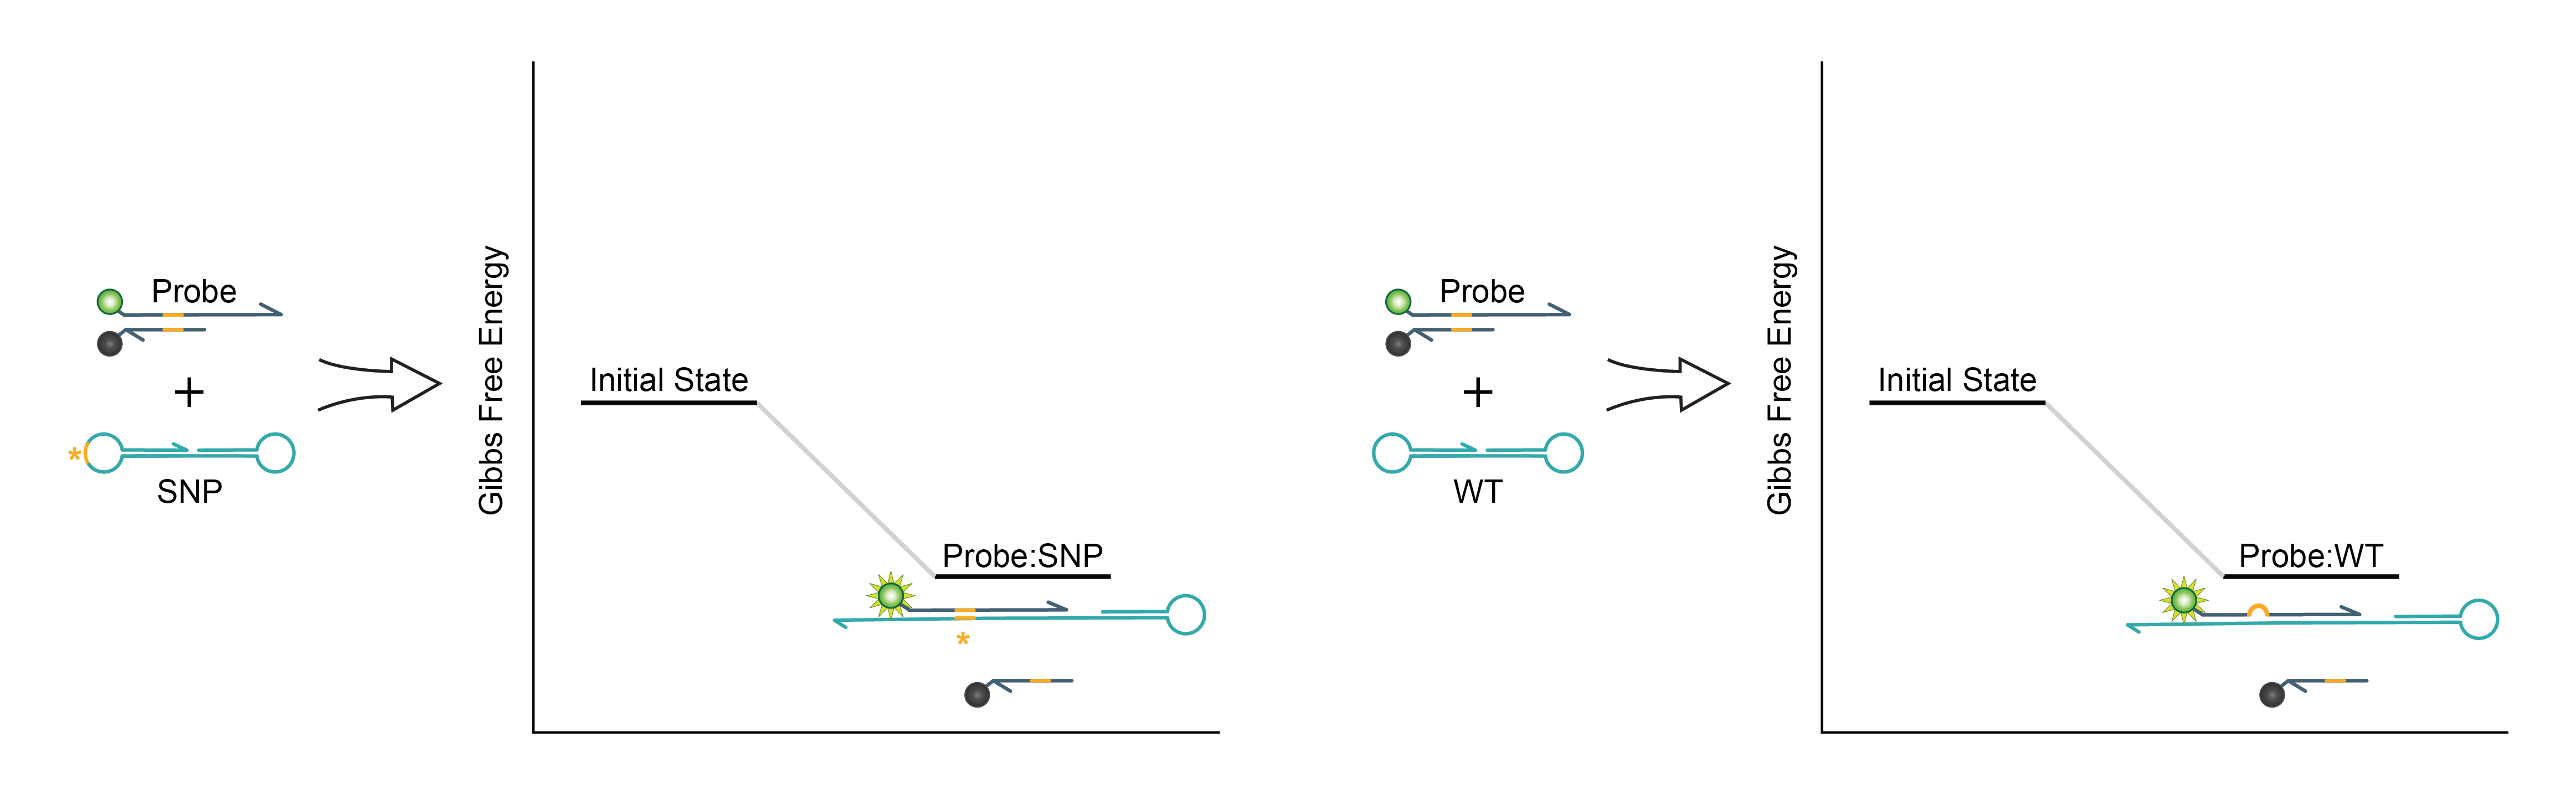 Probe
+
*
SNP
Gibbs Free Energy
Initial State
Probe:SNP
*
Probe
+
WT
Gibbs Free Energy
Initial State
Probe:WT